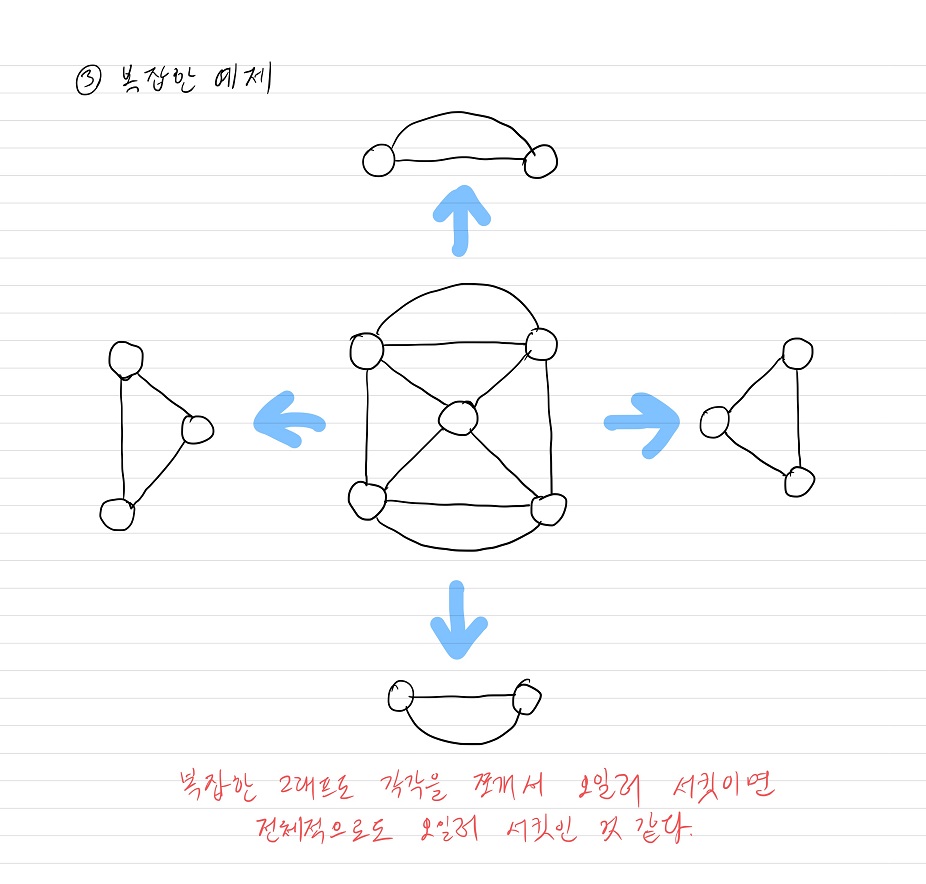 ③ 복잡한 예제
복잡한 그래프도 각각을 쪼개서 오일러 서킷이면
전체적으로도 오일러 서킷인 것 같다.